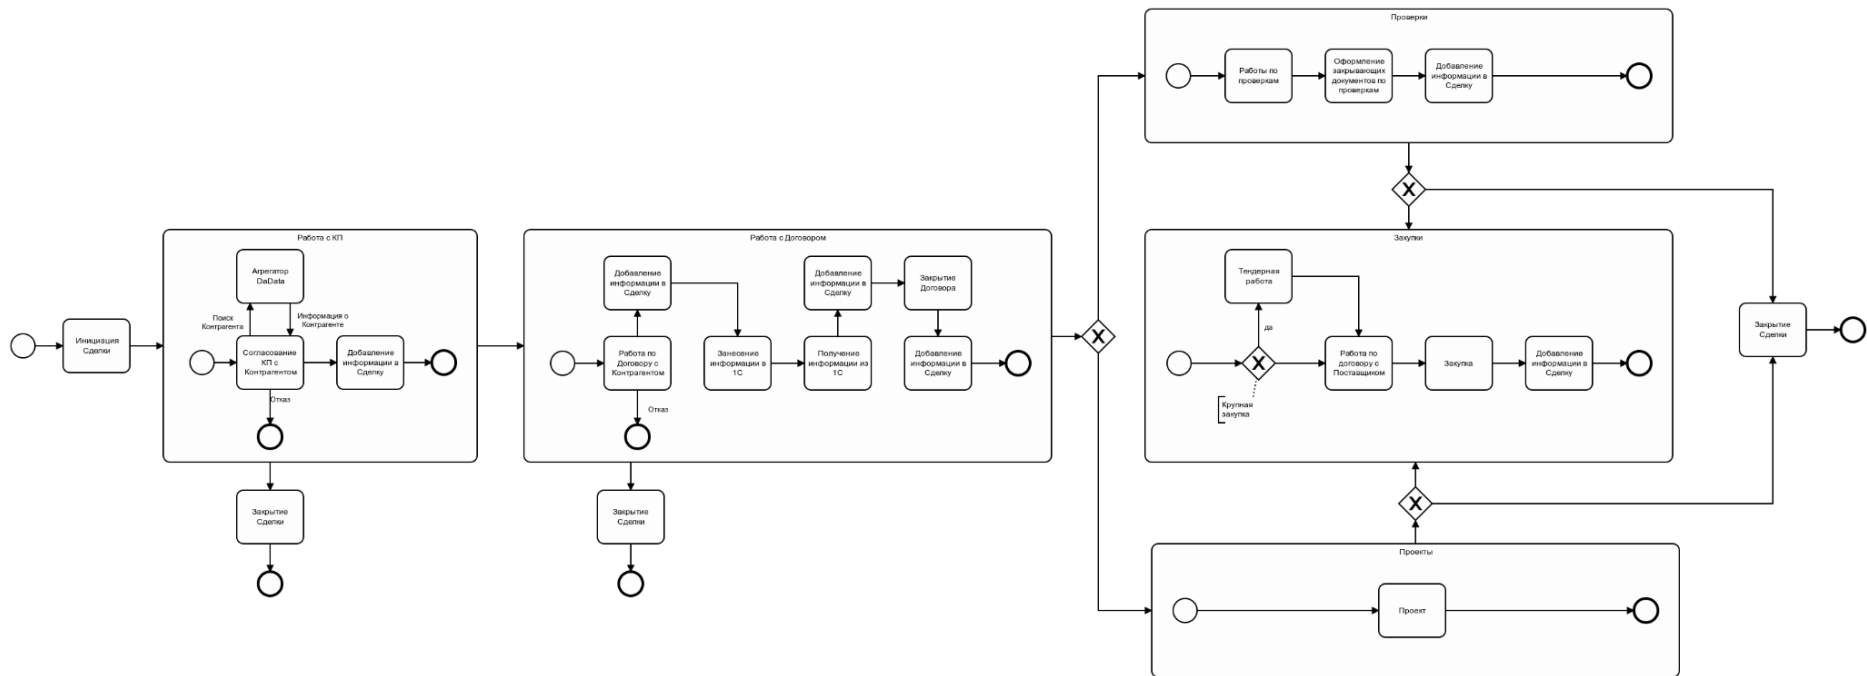 Проверки
Работы по
проверкам
Оформление
закрывающих
документов по
проверкам
Добавление
информации в
Сделку
Инициация
Сделки
Работа с КП
Агрегатор
DaData
Поиск
Контрагента
Информация о
Контрагенте
Согласование
КП с
Контрагентом
Добавление
информации в
Сделку
Отказ
Закрытие
Сделки
Работа с Договором
Добавление
информации в
Сделку
Работа по
Договору с
Контрагентом
Отказ
Занесение
информации в
1С
Получение
информации из
1С
Добавление
информации в
Сделку
Закрытие
Договора
Добавление
информации в
Сделку
Закрытие
Сделки
X
X
Закупки
Тендерная
работа
да
X
Крупная
закупка
Работа по
договору с
Поставщиком
Закупка
Добавление
информации в
Сделку
X
Проекты
Проект
Закрытие
Сделки